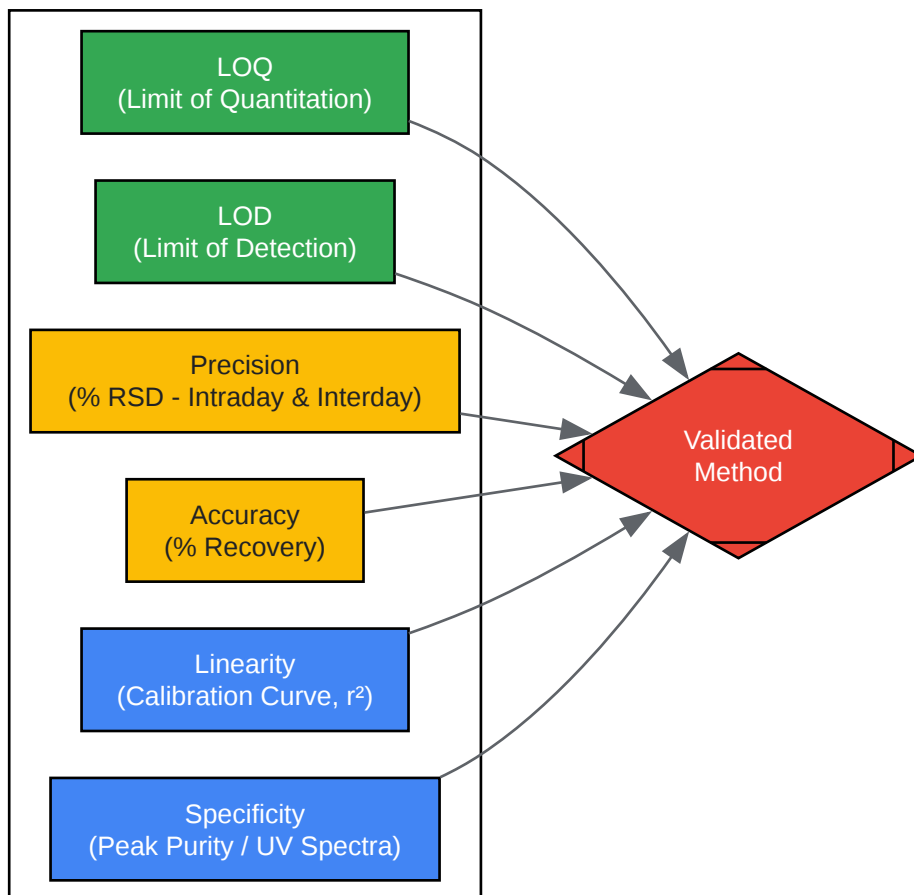 LOQ
(Limit of Quantitation)
LOD
(Limit of Detection)
Precision
(% RSD - Intraday & Interday)
Accuracy
(% Recovery)
Linearity
(Calibration Curve, r²)
Specificity
(Peak Purity / UV Spectra)
Validated
Method